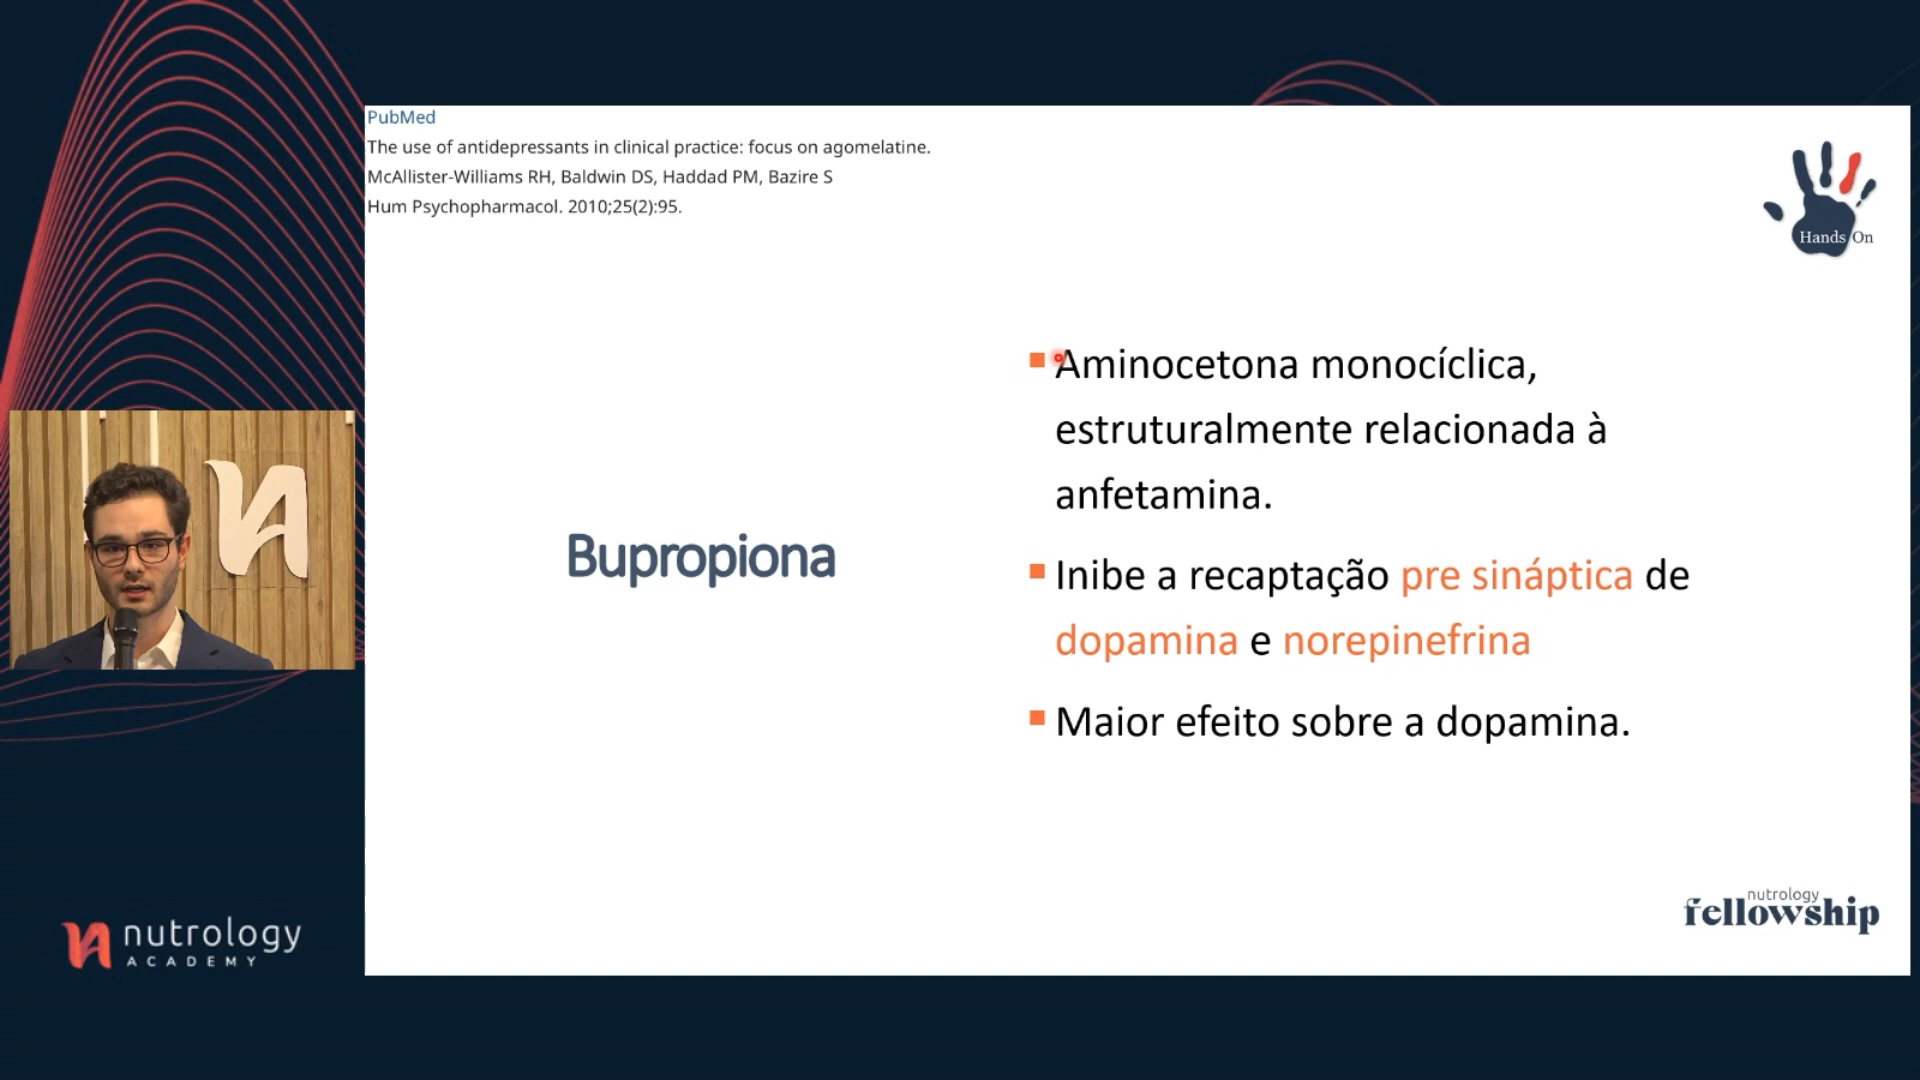 PubMed
The use of antidepressants in clinical practice: focus on agomelatine.
McAllister-Williams RH, Baldwin DS, Haddad PM, Bazire S
Hum Psychopharmacol. 2010;25(2):95.
Hands On
Bupropiona
Aminocetona monocíclica,
estruturalmente relacionada à
anfetamina.
Inibe a recaptação pre sináptica de
dopamina e norepinefrina
Maior efeito sobre a dopamina.
nutrology
fellowship
nutrology
ACADEMY